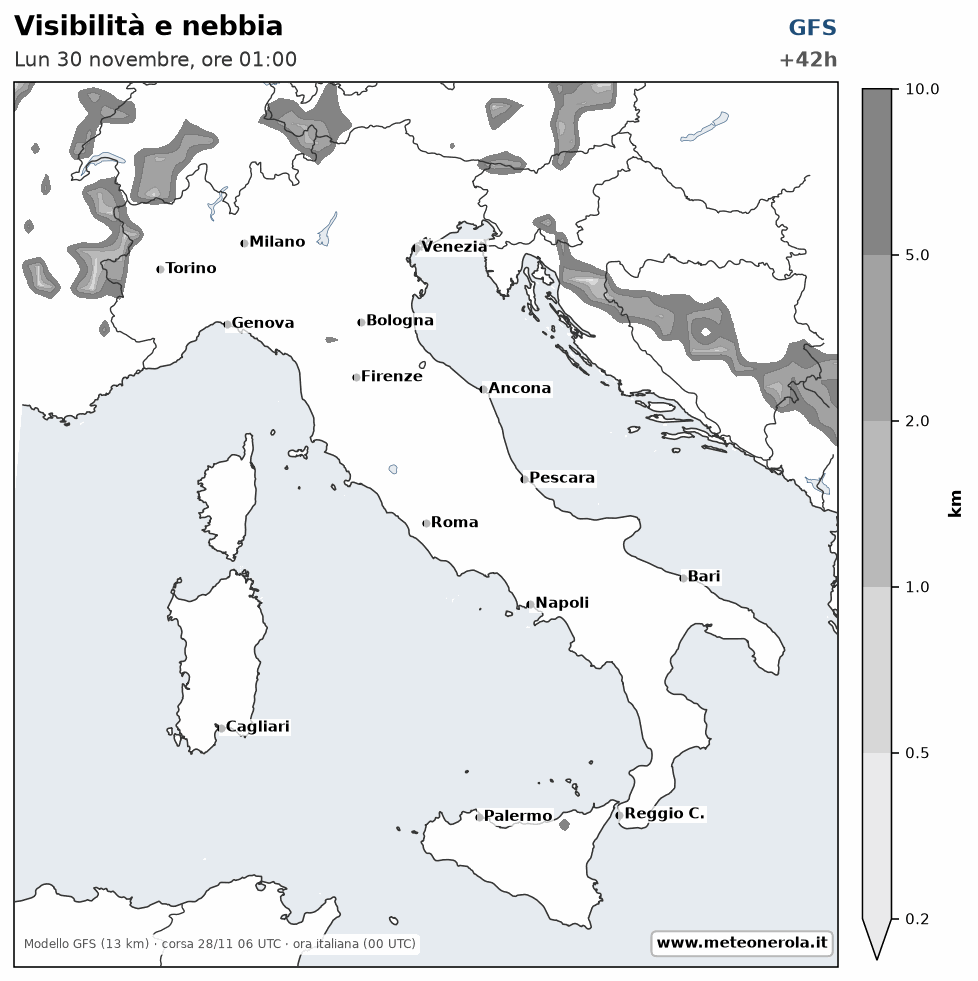 Visibilità e nebbia
GFS
Lun 30 novembre, ore 01:00
+42h
10.0
5.0
2.0
1.0
0.5
0.2
km
Milano
Venezia
Torino
Genova
Bologna
Firenze
Ancona
Pescara
Roma
Bari
Napoli
Cagliari
Palermo
Reggio C.
Modello GFS (13 km) · corsa 28/11 06 UTC · ora italiana (00 UTC)
www.meteonerola.it